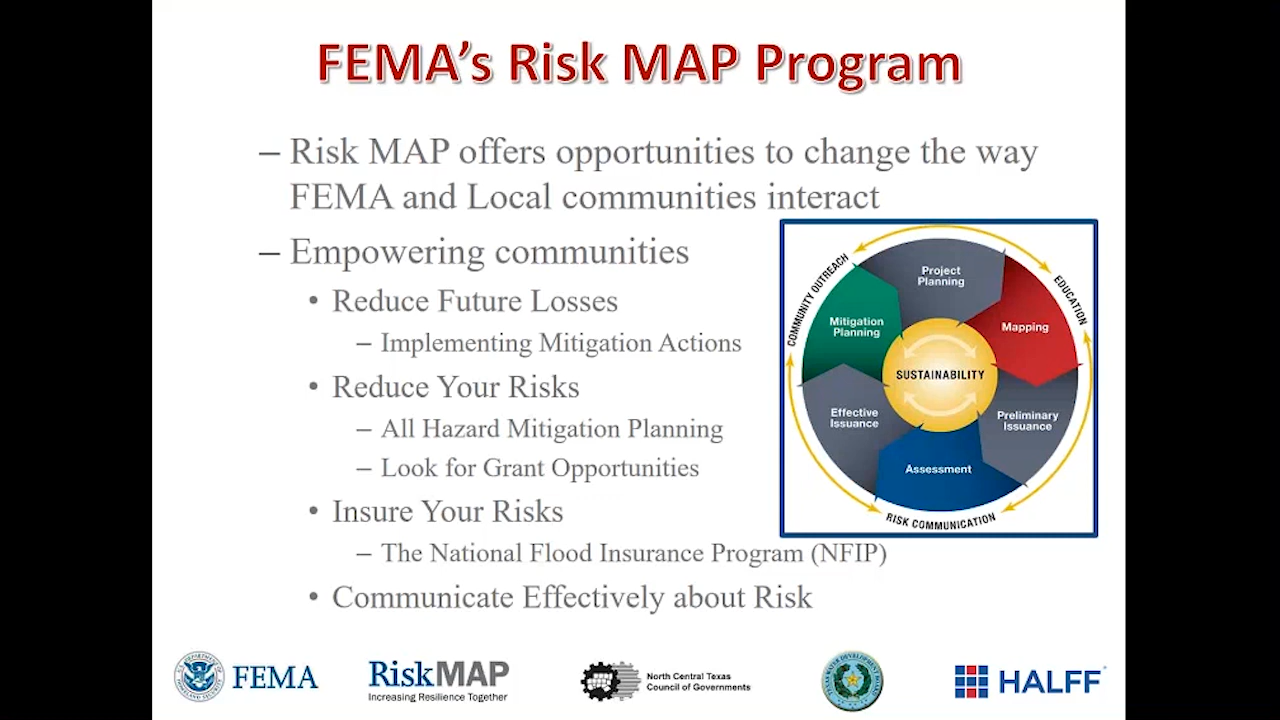 FEMA's Risk MAP Program
– Risk MAP offers opportunities to change the way
FEMA and Local communities interact
– Empowering communities
• Reduce Future Losses
– Implementing Mitigation Actions
• Reduce Your Risks
– All Hazard Mitigation Planning
– Look for Grant Opportunities
• Insure Your Risks
– The National Flood Insurance Program (NFIP)
• Communicate Effectively about Risk
COMMUNITY OUTREACH
EDUCATION
RISK COMMUNICATION
Project
Planning
Mapping
Preliminary
Issuance
Assessment
Effective
Issuance
Mitigation
Planning
SUSTAINABILITY
FEMA
RiskMAP
Increasing Resilience Together
North Central Texas
Council of Governments
HALFF